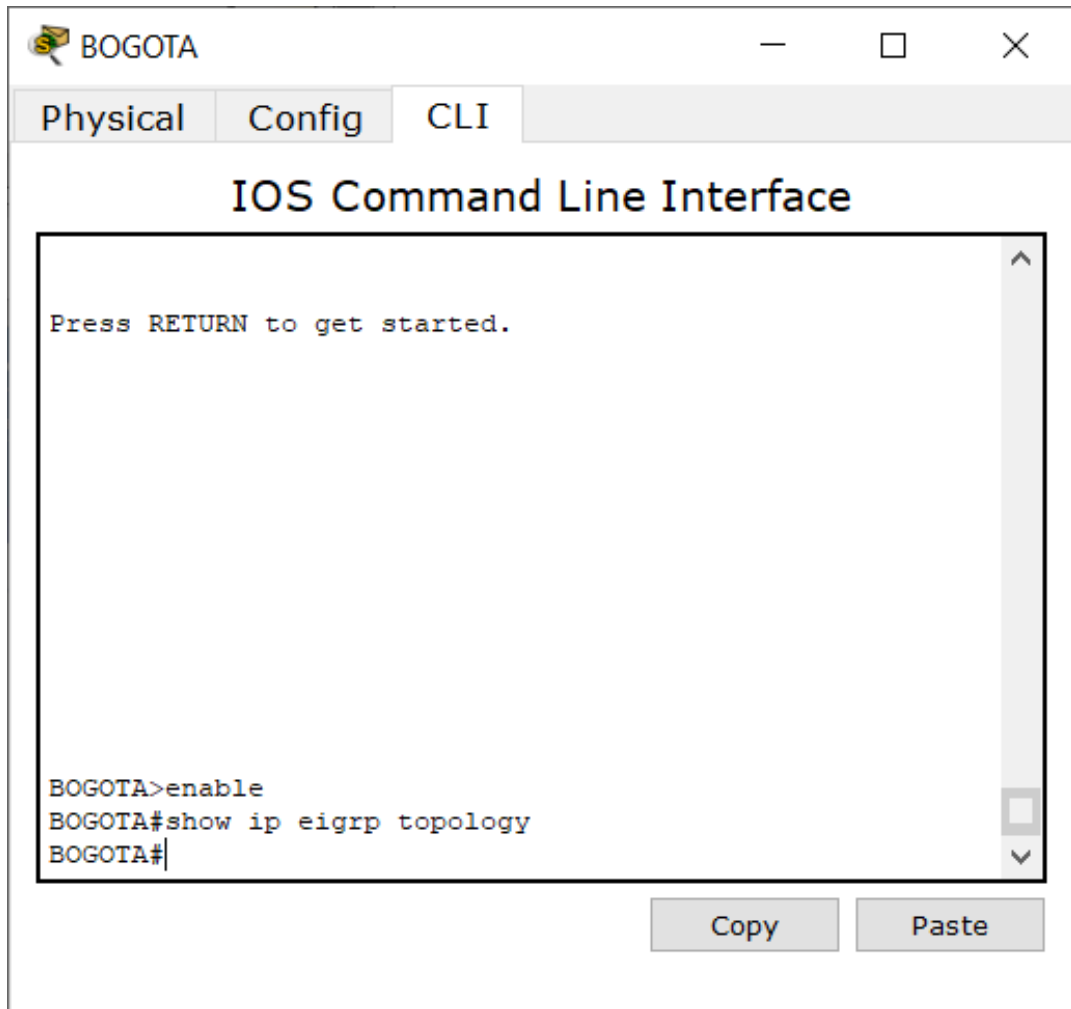 BOGOTA
Physical Config CLI
IOS Command Line Interface
Press RETURN to get started.
BOGOTA>enable
BOGOTA#show ip eigrp topology
BOGOTA#
Copy Paste